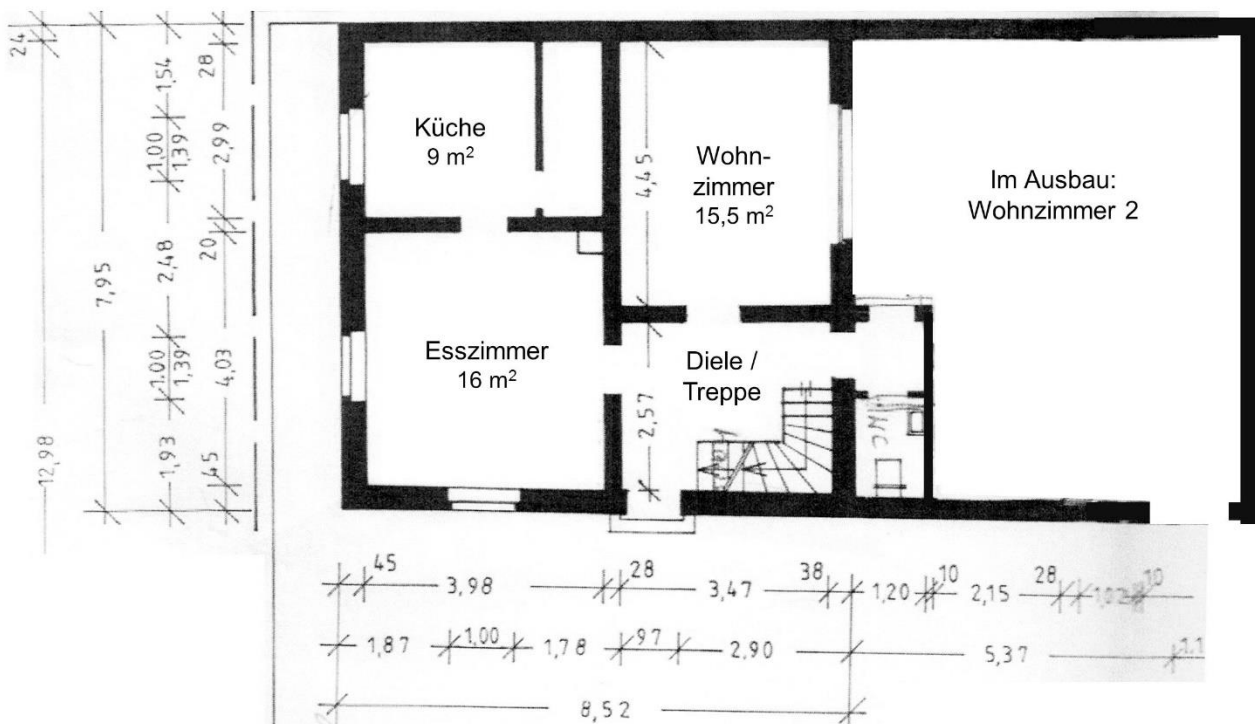 24
28
1,54
1,00
1,39
2,99
2,48
20
7,95
1,00
1,39
4,03
1,93
45
12,98
Küche
9 m²
Wohn-
zimmer
15,5 m²
4,45
Im Ausbau:
Wohnzimmer 2
Esszimmer
16 m²
Diele /
Treppe
2,57
WC
45
3,98
28
3,47
38
1,20
10
2,15
28
1,02
10
1,87
1,00
1,78
97
2,90
5,37
8,52